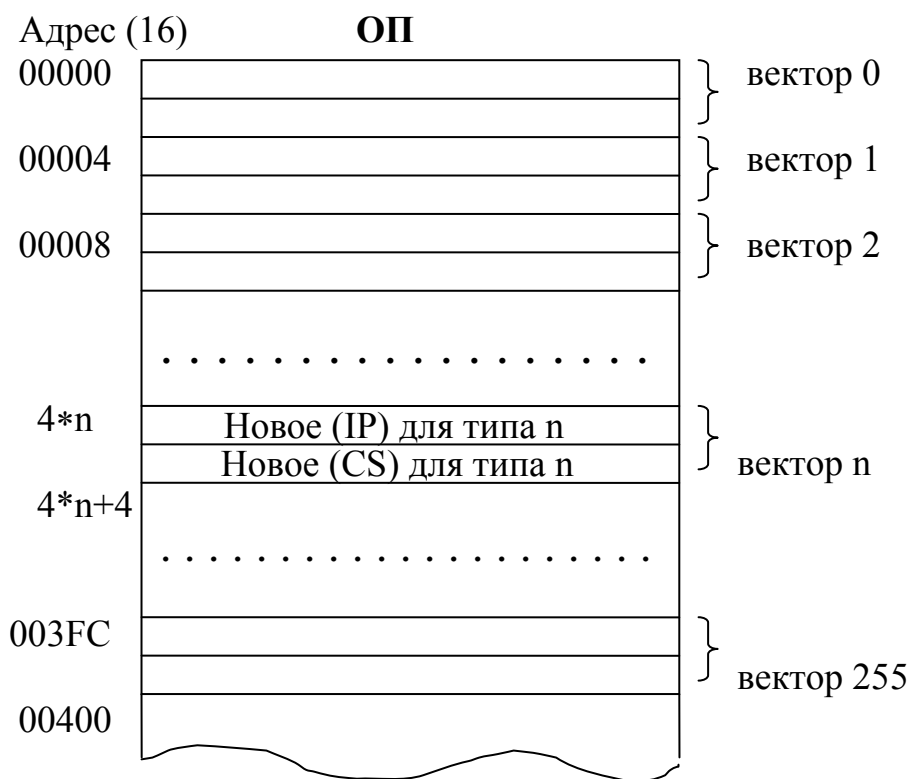 Адрес (16) ОП
00000 вектор 0
00004 вектор 1
00008 вектор 2
. . . . . . . . . . . . . . . . . .
4*n Новое (IP) для типа n
Новое (CS) для типа n вектор n
4*n+4
. . . . . . . . . . . . . . . . . .
003FC
вектор 255
00400